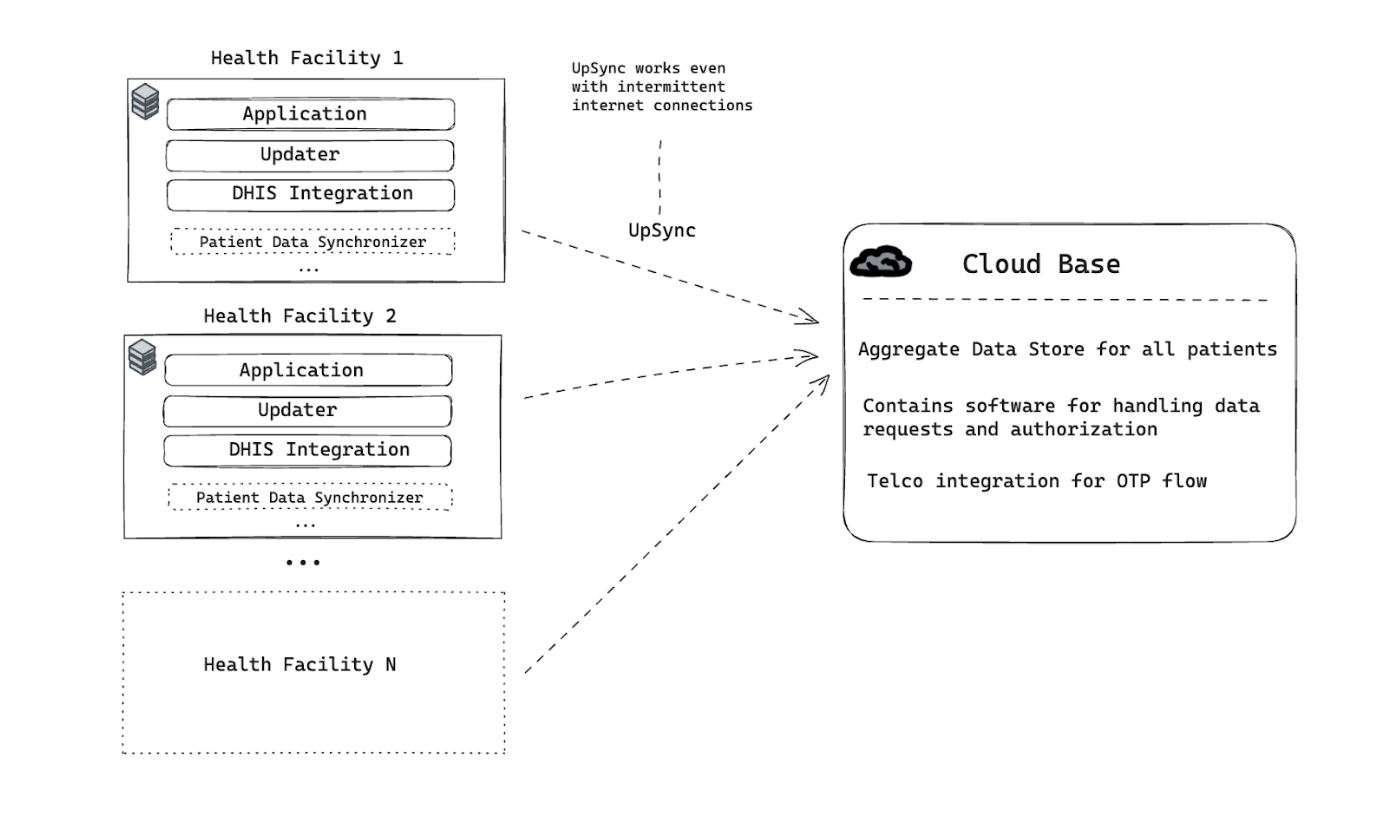 Health Facility 1
Application
Updater
DHIS Integration
Patient Data Synchronizer
...
UpSync works even
with intermittent
internet connections
UpSync
Health Facility 2
Application
Updater
DHIS Integration
Patient Data Synchronizer
...
...
Health Facility N
Cloud Base
Aggregate Data Store for all patients
Contains software for handling data
requests and authorization
Telco integration for OTP flow